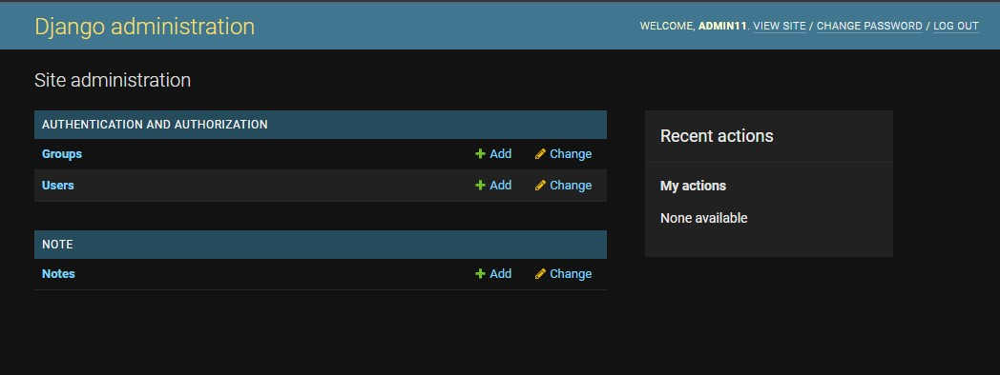 Django administration
WELCOME, ADMIN11. VIEW SITE / CHANGE PASSWORD / LOG OUT
Site administration
AUTHENTICATION AND AUTHORIZATION
Groups Add Change
Users Add Change
NOTE
Notes Add Change
Recent actions
My actions
None available